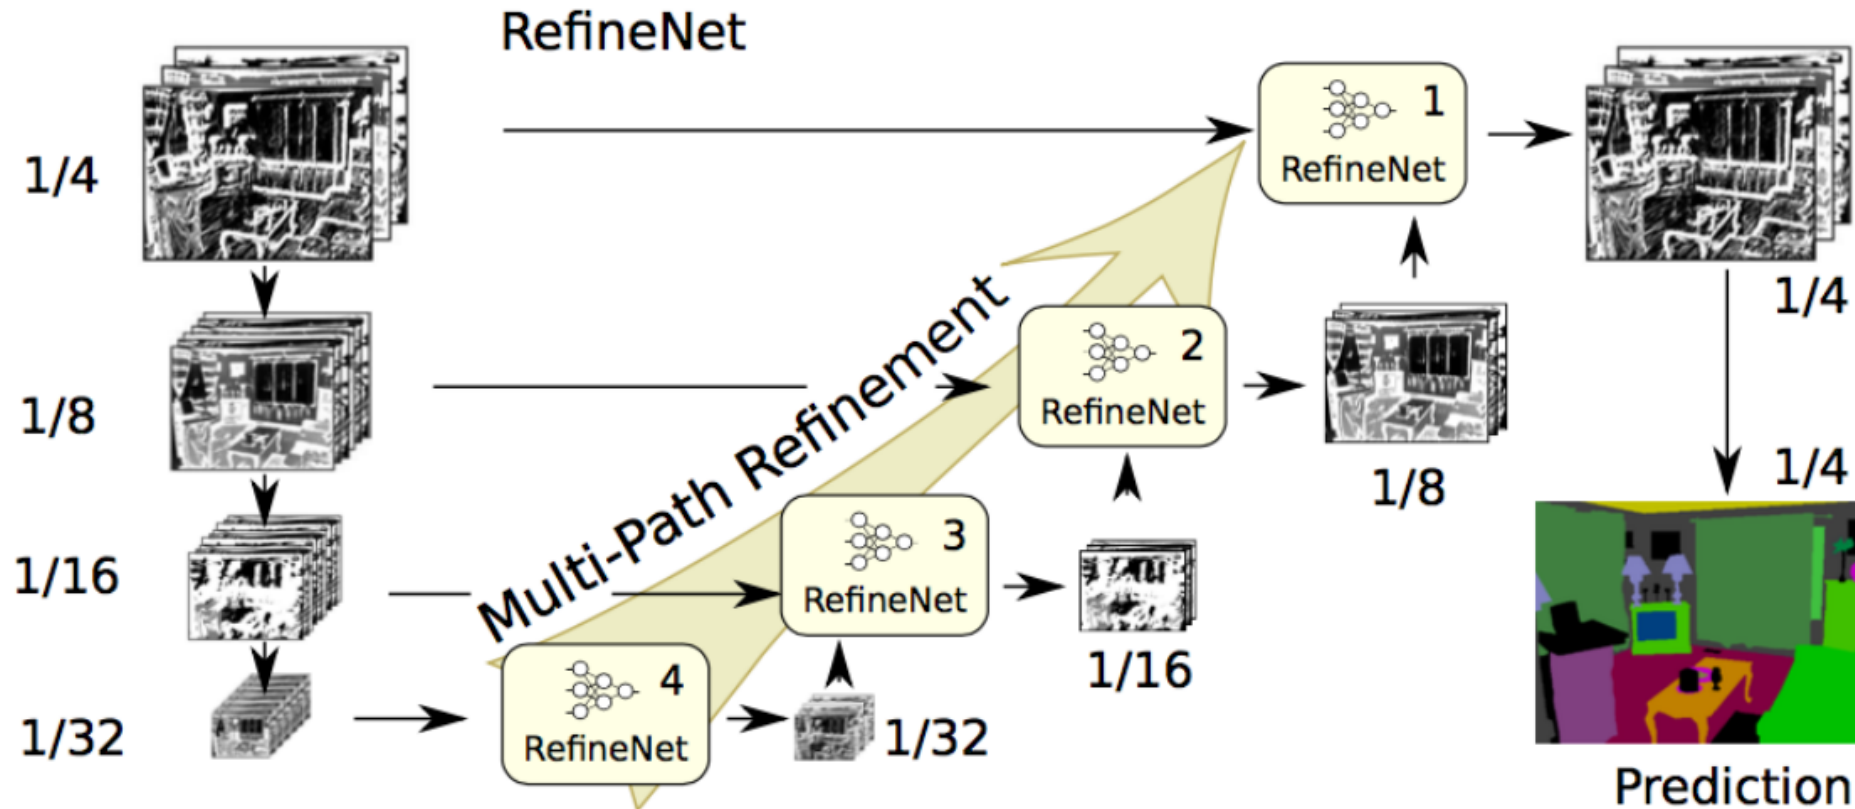 RefineNet
1/4
1
RefineNet
1/4
1/8
Multi-Path Refinement
2
RefineNet
1/8
1/4
1/16
3
RefineNet
1/16
1/32
4
RefineNet
1/32
Prediction